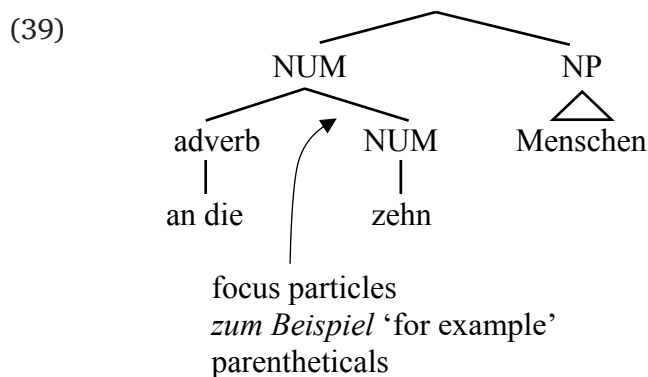 (39)
NUM NP
adverb NUM Menschen
an die zehn
focus particles
zum Beispiel ‘for example’
parentheticals